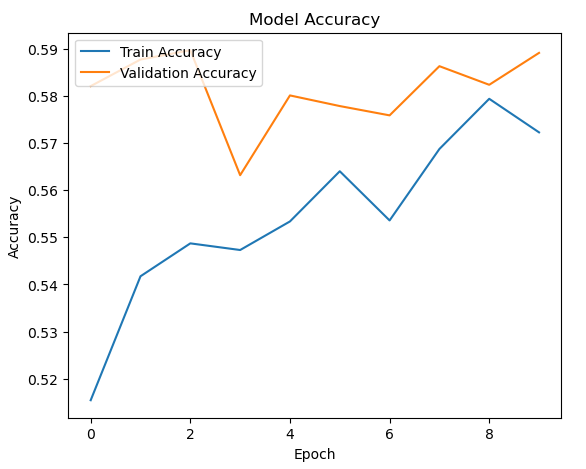 Model Accuracy
Train Accuracy
Validation Accuracy
0.59
0.58
0.57
0.56
0.55
0.54
0.53
0.52
Accuracy
0 2 4 6 8
Epoch